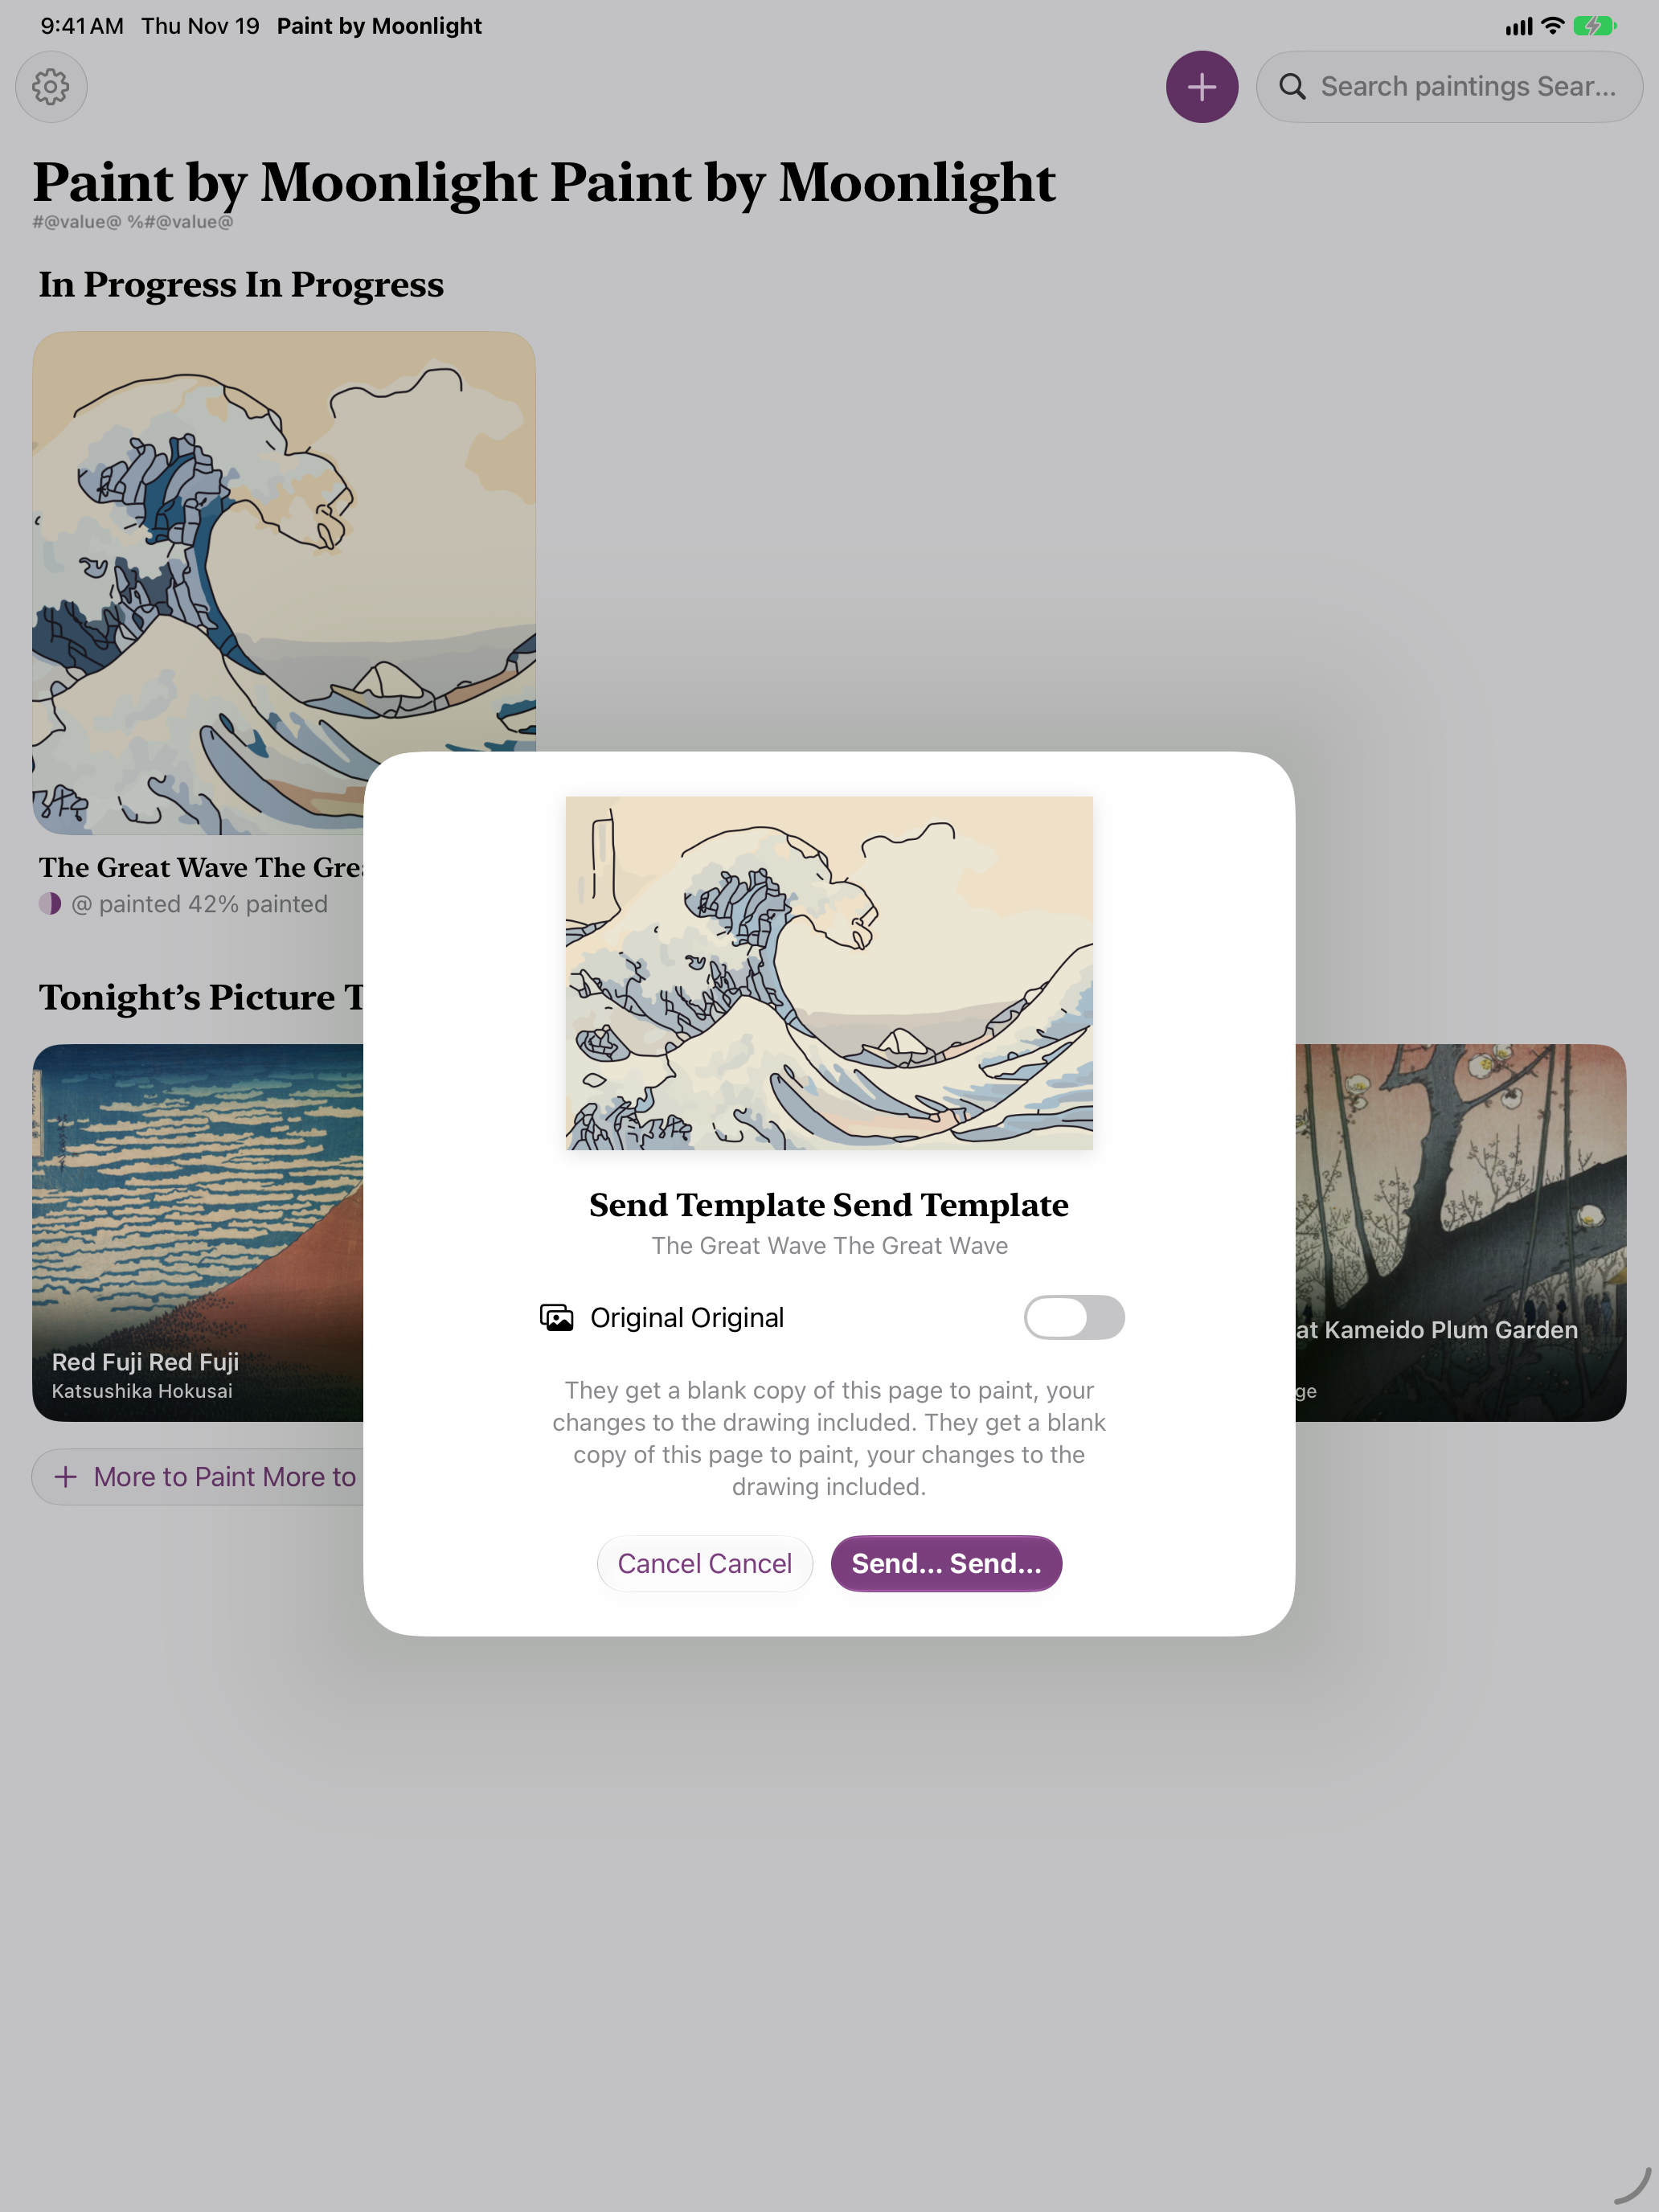 9:41 AM Thu Nov 19 Paint by Moonlight
Search paintings Sear...
Paint by Moonlight Paint by Moonlight
#@value@ %#@value@
In Progress In Progress
The Great Wave The Grea
@ painted 42% painted
Tonight’s Picture T
Red Fuji Red Fuji
Katsushika Hokusai
at Kameido Plum Garden
ge
More to Paint More to
Send Template Send Template
The Great Wave The Great Wave
Original Original
They get a blank copy of this page to paint, your
changes to the drawing included. They get a blank
copy of this page to paint, your changes to the
drawing included.
Cancel Cancel
Send... Send...